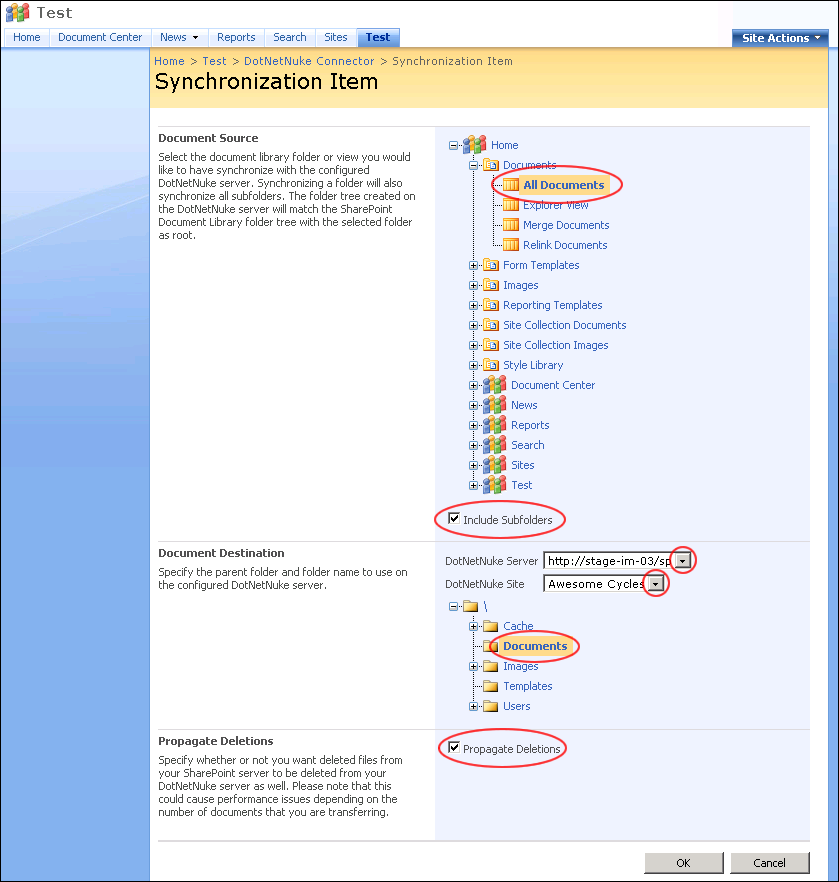 Test
Home Document Center News Reports Search Sites Test Site Actions
Home > Test > DotNetNuke Connector > Synchronization Item
Synchronization Item
Document Source
Select the document library folder or view you would
like to have synchronize with the configured
DotNetNuke server. Synchronizing a folder will also
synchronize all subfolders. The folder tree created on
the DotNetNuke server will match the SharePoint
Document Library folder tree with the selected folder
as root.
Home
Documents
All Documents
Explorer View
Merge Documents
Relink Documents
Form Templates
Images
Reporting Templates
Site Collection Documents
Site Collection Images
Style Library
Document Center
News
Reports
Search
Sites
Test
Include Subfolders
Document Destination
Specify the parent folder and folder name to use on
the configured DotNetNuke server.
DotNetNuke Server http://stage-im-03/sp
DotNetNuke Site Awesome Cycles
\
Cache
Documents
Images
Templates
Users
Propagate Deletions
Specify whether or not you want deleted files from
your SharePoint server to be deleted from your
DotNetNuke server as well. Please note that this
could cause performance issues depending on the
number of documents that you are transferring.
Propagate Deletions
OK Cancel